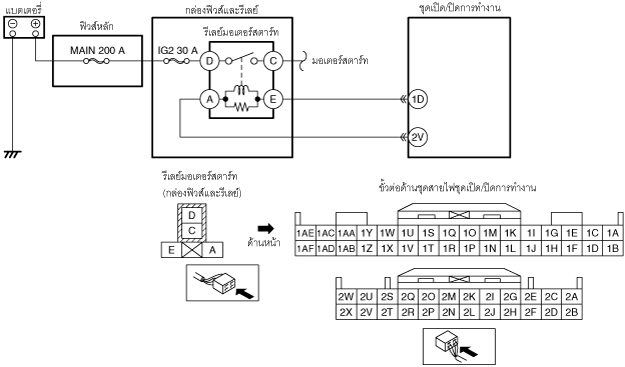 แบตเตอรี่
ฟิวส์หลัก
กล่องฟิวส์และรีเลย์
ชุดเปิด/ปิดการทำงาน
รีเลย์มอเตอร์สตาร์ท
MAIN 200 A
IG2 30 A
D
C
มอเตอร์สตาร์ท
A
E
1D
2V
รีเลย์มอเตอร์สตาร์ท
(กล่องฟิวส์และรีเลย์)
D
C
E
A
ด้านหน้า
ขั้วต่อด้านชุดสายไฟชุดเปิด/ปิดการทำงาน
1AE 1AC 1AA 1Y 1W 1U 1S 1Q 1O 1M 1K 1I 1G 1E 1C 1A
1AF 1AD 1AB 1Z 1X 1V 1T 1R 1P 1N 1L 1J 1H 1F 1D 1B
2W 2U 2S 2Q 2O 2M 2K 2I 2G 2E 2C 2A
2X 2V 2T 2R 2P 2N 2L 2J 2H 2F 2D 2B